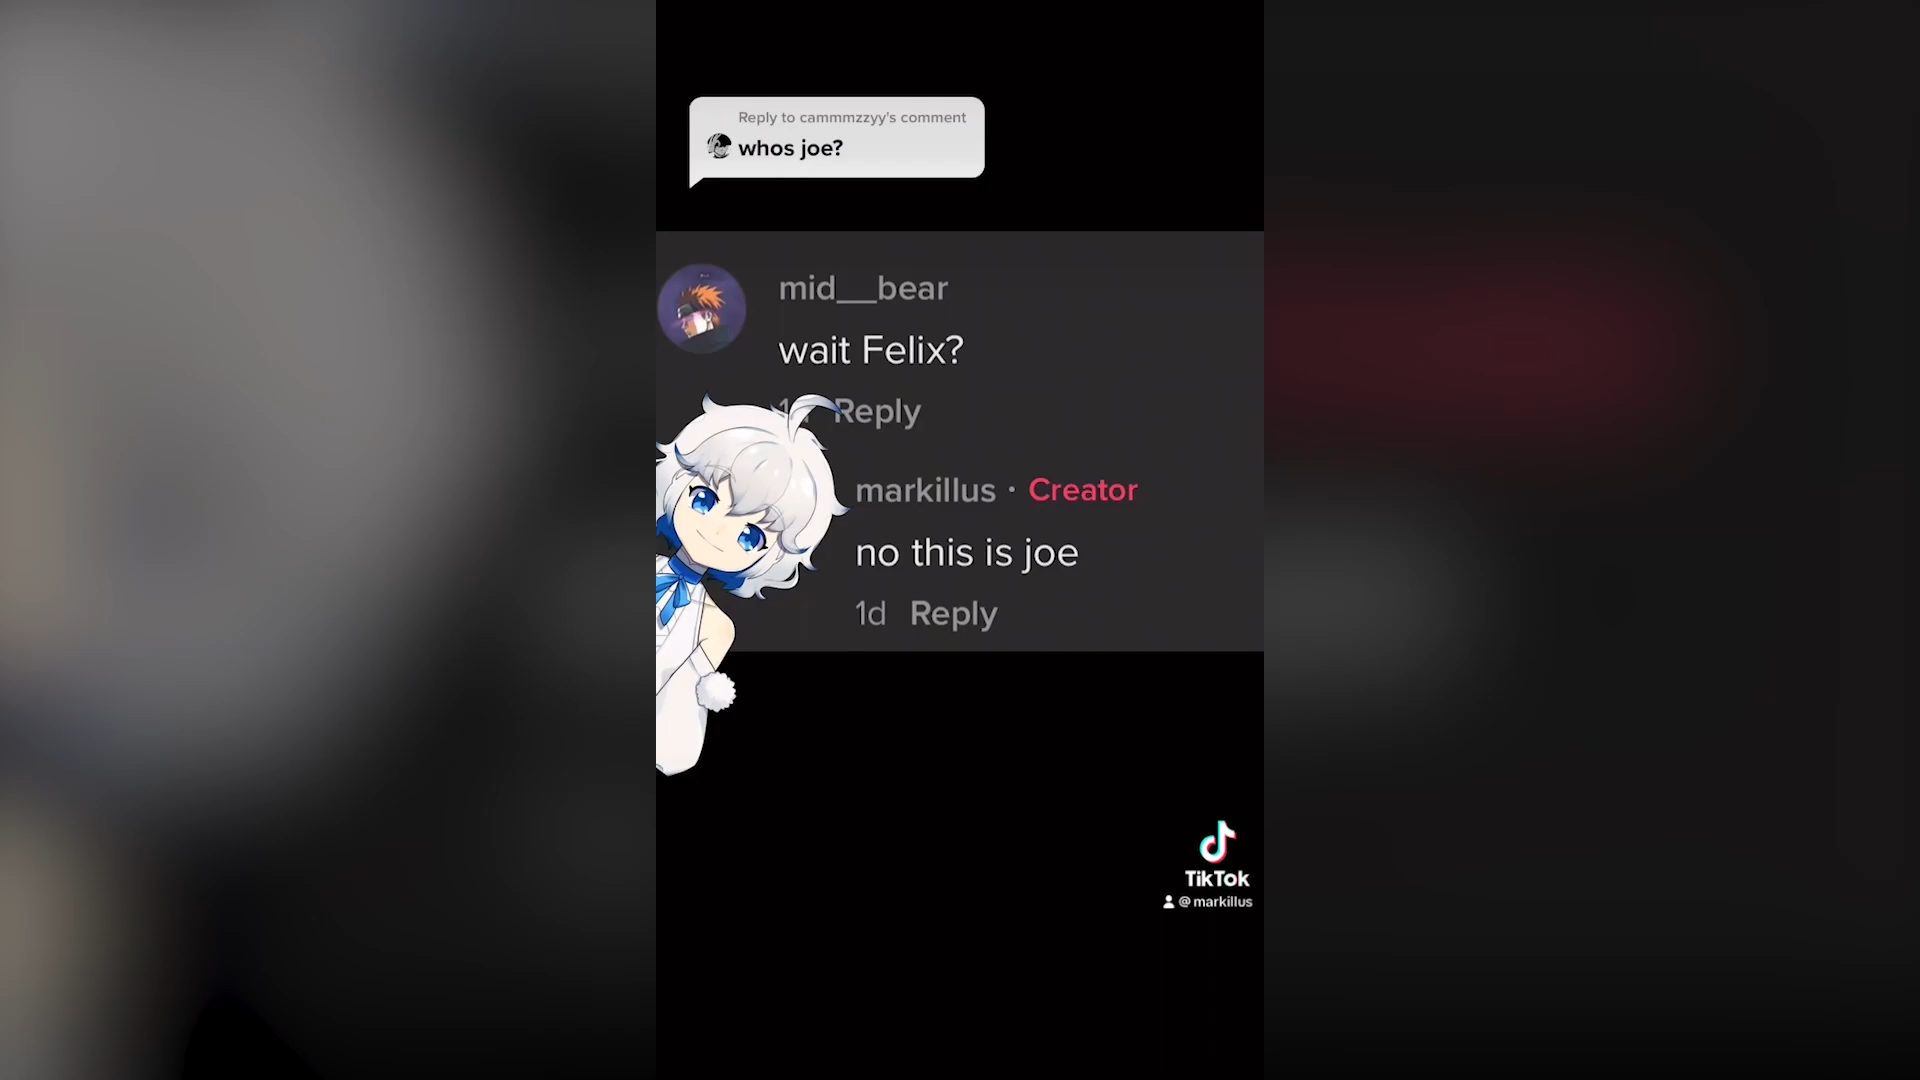 Reply to cammmzzyy's comment
whos joe?
mid__bear
wait Felix?
Reply
markillus · Creator
no this is joe
1d Reply
TikTok
@markillus